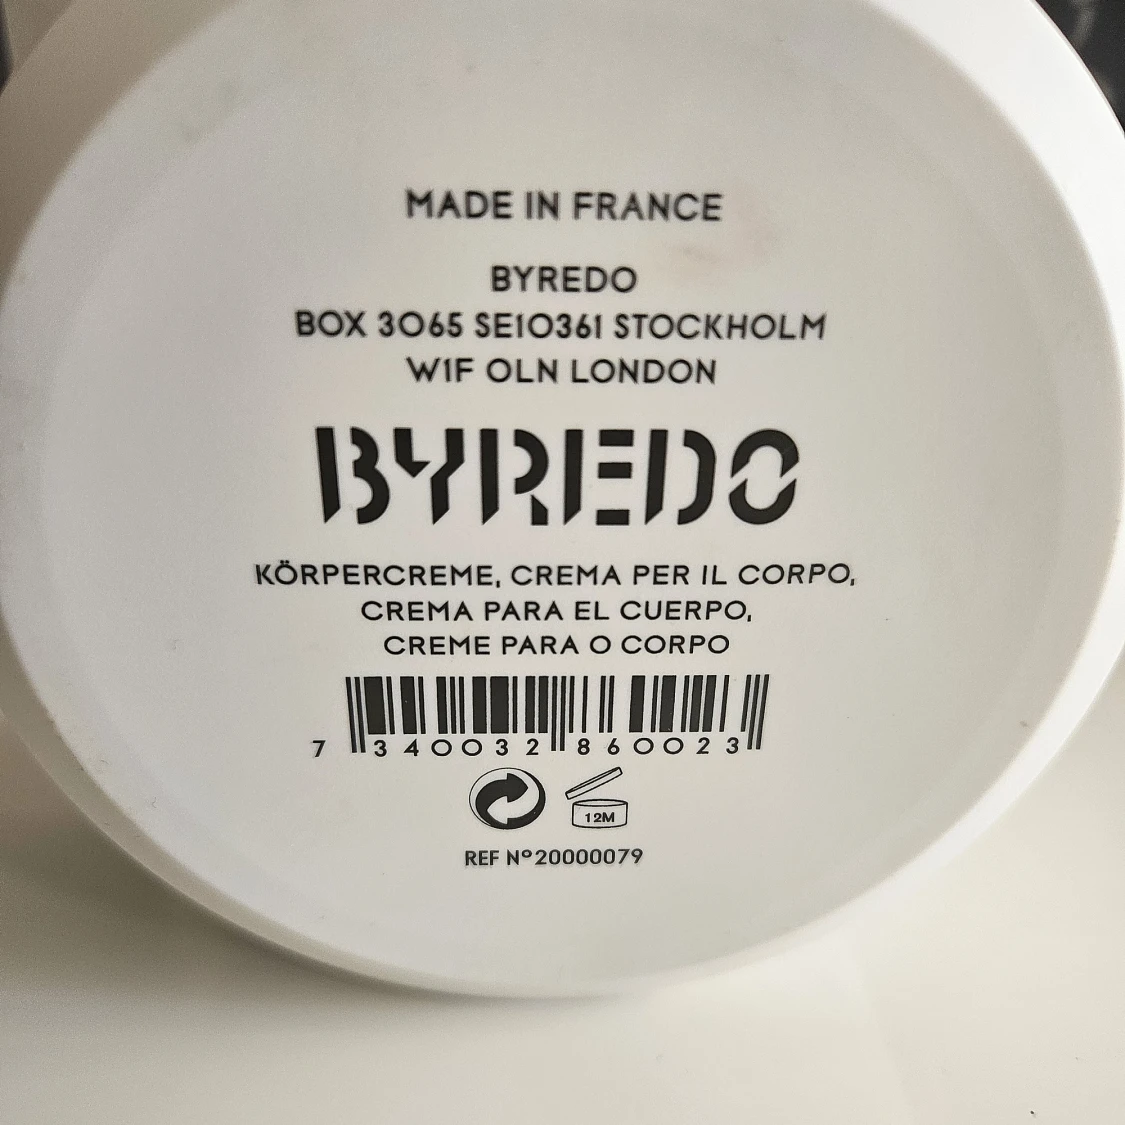 MADE IN FRANCE
BYREDO
BOX 3065 SE10361 STOCKHOLM
W1F OLN LONDON
BYREDO
KÖRPERCREME, CREMA PER IL CORPO,
CREMA PARA EL CUERPO,
CREME PARA O CORPO
7 340032 860023
12M
REF Nº20000079